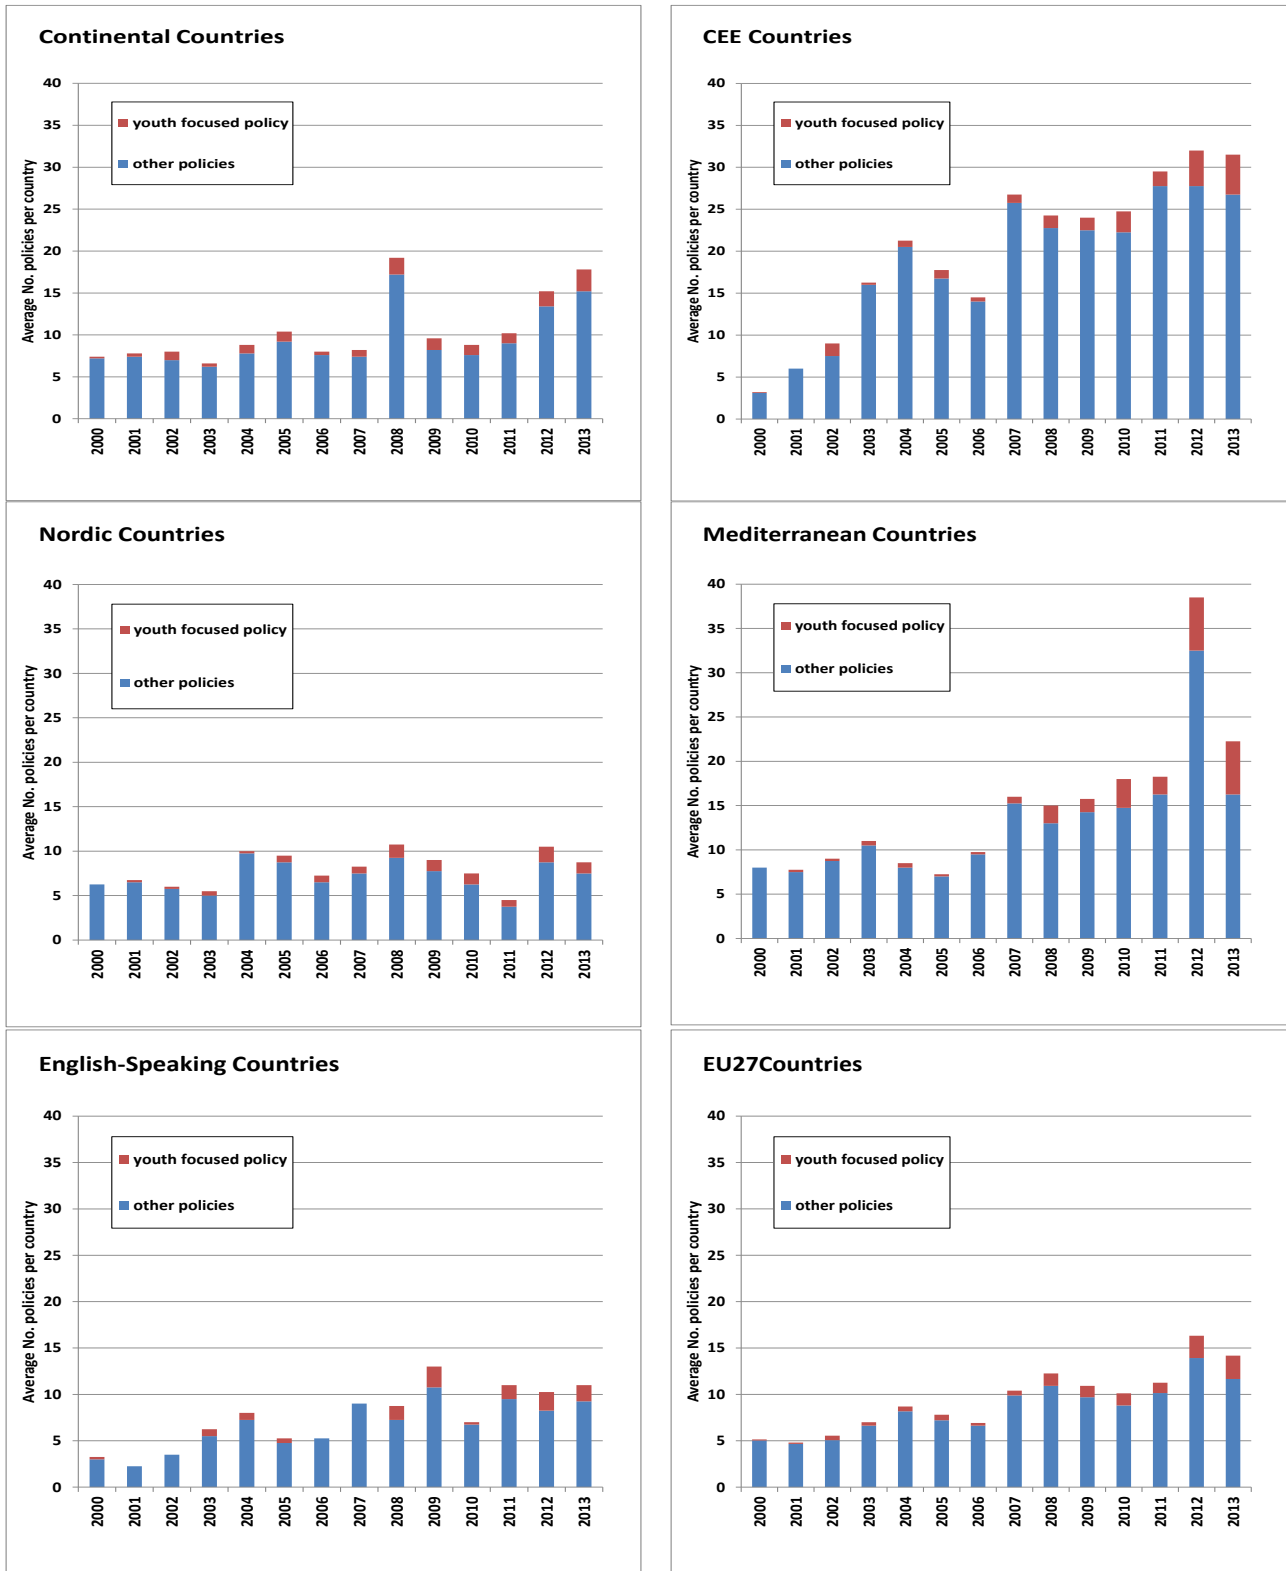 Continental Countries
Average No. policies per country
40
35
30
25
20
15
10
5
0
youth focused policy
other policies
2000 2001 2002 2003 2004 2005 2006 2007 2008 2009 2010 2011 2012 2013
CEE Countries
Average No. policies per country
40
35
30
25
20
15
10
5
0
youth focused policy
other policies
2000 2001 2002 2003 2004 2005 2006 2007 2008 2009 2010 2011 2012 2013
Nordic Countries
Average No. policies per country
40
35
30
25
20
15
10
5
0
youth focused policy
other policies
2000 2001 2002 2003 2004 2005 2006 2007 2008 2009 2010 2011 2012 2013
Mediterranean Countries
Average No. policies per country
40
35
30
25
20
15
10
5
0
youth focused policy
other policies
2000 2001 2002 2003 2004 2005 2006 2007 2008 2009 2010 2011 2012 2013
English-Speaking Countries
Average No. policies per country
40
35
30
25
20
15
10
5
0
youth focused policy
other policies
2000 2001 2002 2003 2004 2005 2006 2007 2008 2009 2010 2011 2012 2013
EU27Countries
Average No. policies per country
40
35
30
25
20
15
10
5
0
youth focused policy
other policies
2000 2001 2002 2003 2004 2005 2006 2007 2008 2009 2010 2011 2012 2013